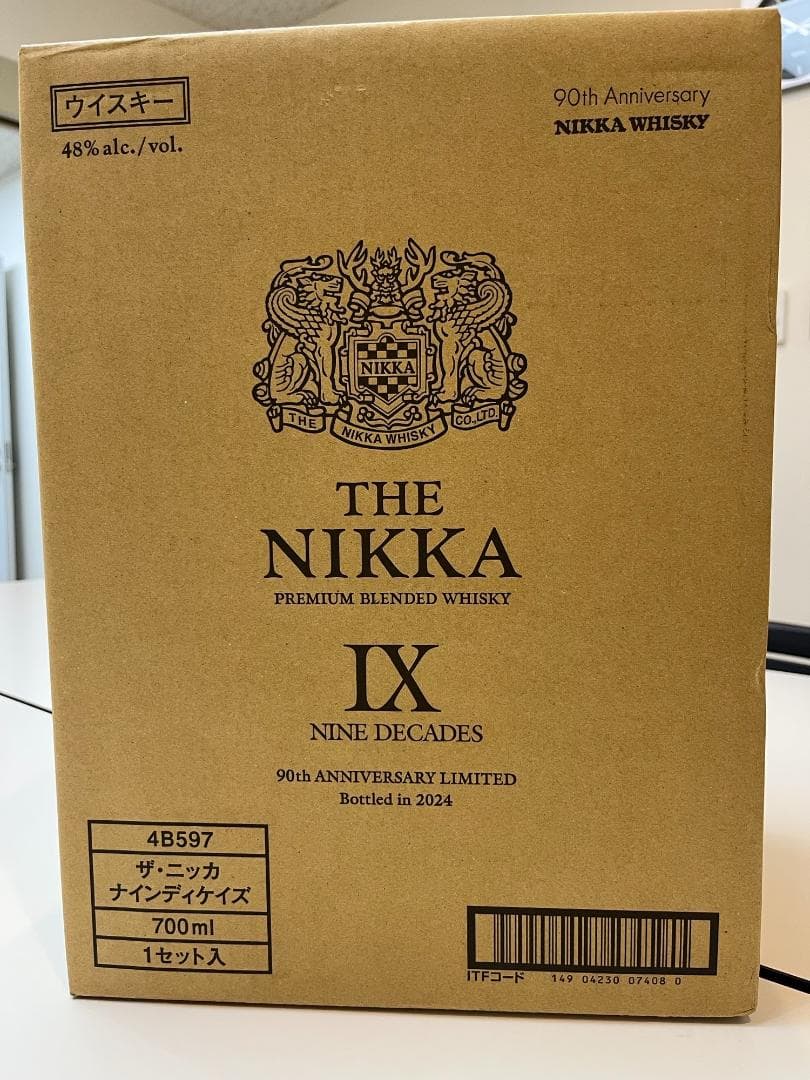 ウイスキー
48% alc./vol.
90th Anniversary
NIKKA WHISKY
NIKKA
THE NIKKA WHISKY CO.,LTD.
THE
NIKKA
PREMIUM BLENDED WHISKY
IX
NINE DECADES
90th ANNIVERSARY LIMITED
Bottled in 2024
4B597
ザ・ニッカ
ナインディケイズ
700ml
1セット入
ITFコード 149 04230 07408 0